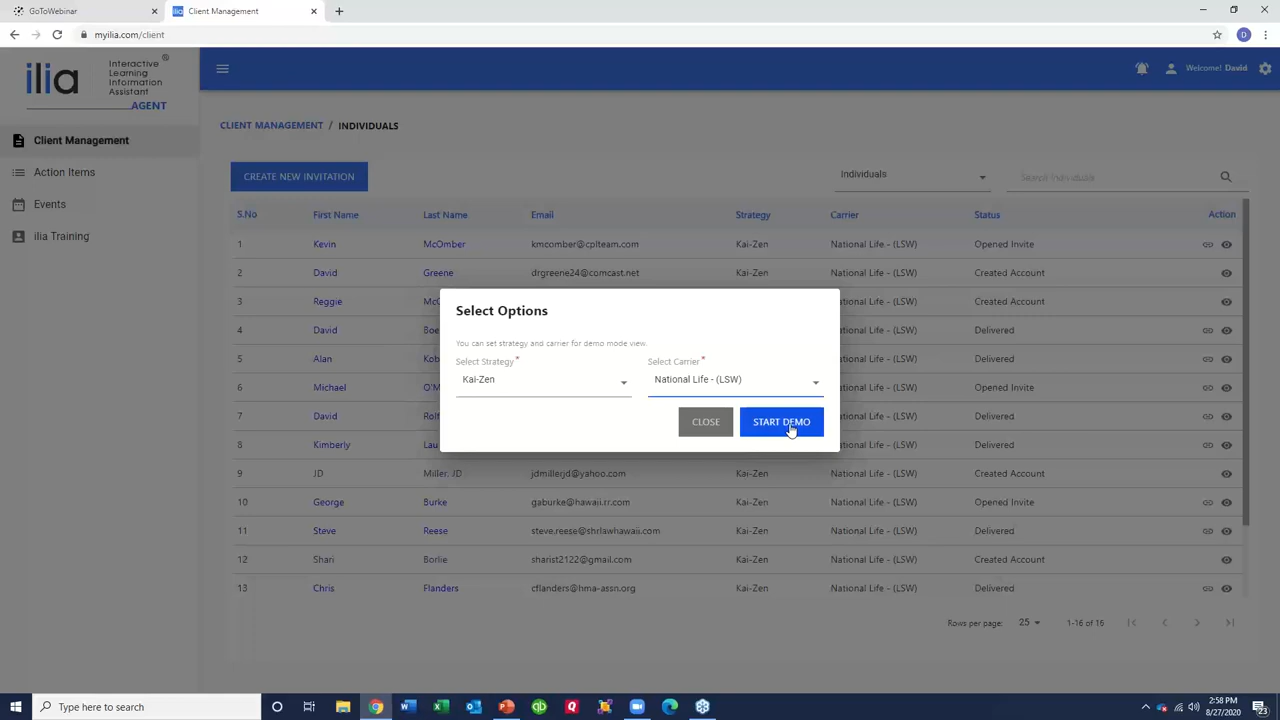 GoToWebinar
Client Management
myilia.com/client
D
ilia
Interactive
Learning
Information
Assistant
®
AGENT
Welcome! David
Client Management
Action Items
Events
ilia Training
CLIENT MANAGEMENT / INDIVIDUALS
CREATE NEW INVITATION
Individuals
Search Individuals
S.No First Name Last Name Email Strategy Carrier Status Action
1 Kevin McOmber kmcomber@cplteam.com Kai-Zen National Life - (LSW) Opened Invite
2 David Greene drgreene24@comcast.net Kai-Zen National Life - (LSW) Created Account
3 Reggie Created Account
4 David Delivered
5 Alan Delivered
6 Michael Delivered
7 David Delivered
8 Kimberly Lau Delivered
9 JD Miller. JD jdmillerjd@yahoo.com Kai-Zen National Life - (LSW) Created Account
10 George Burke gaburke@hawaii.rr.com Kai-Zen National Life - (LSW) Opened Invite
11 Steve Reese steve.reese@shrlawhawaii.com Kai-Zen National Life - (LSW) Delivered
12 Shari Borlie sharist2122@gmail.com Kai-Zen National Life - (LSW) Created Account
13 Chris Flanders cflanders@hma-assn.org Kai-Zen National Life - (LSW) Delivered
Select Options
You can set strategy and carrier for demo mode view.
Select Strategy * Select Carrier *
Kai-Zen National Life - (LSW)
CLOSE START DEMO
Rows per page: 25 1-16 of 16
Type here to search
2:58 PM
8/27/2020
23